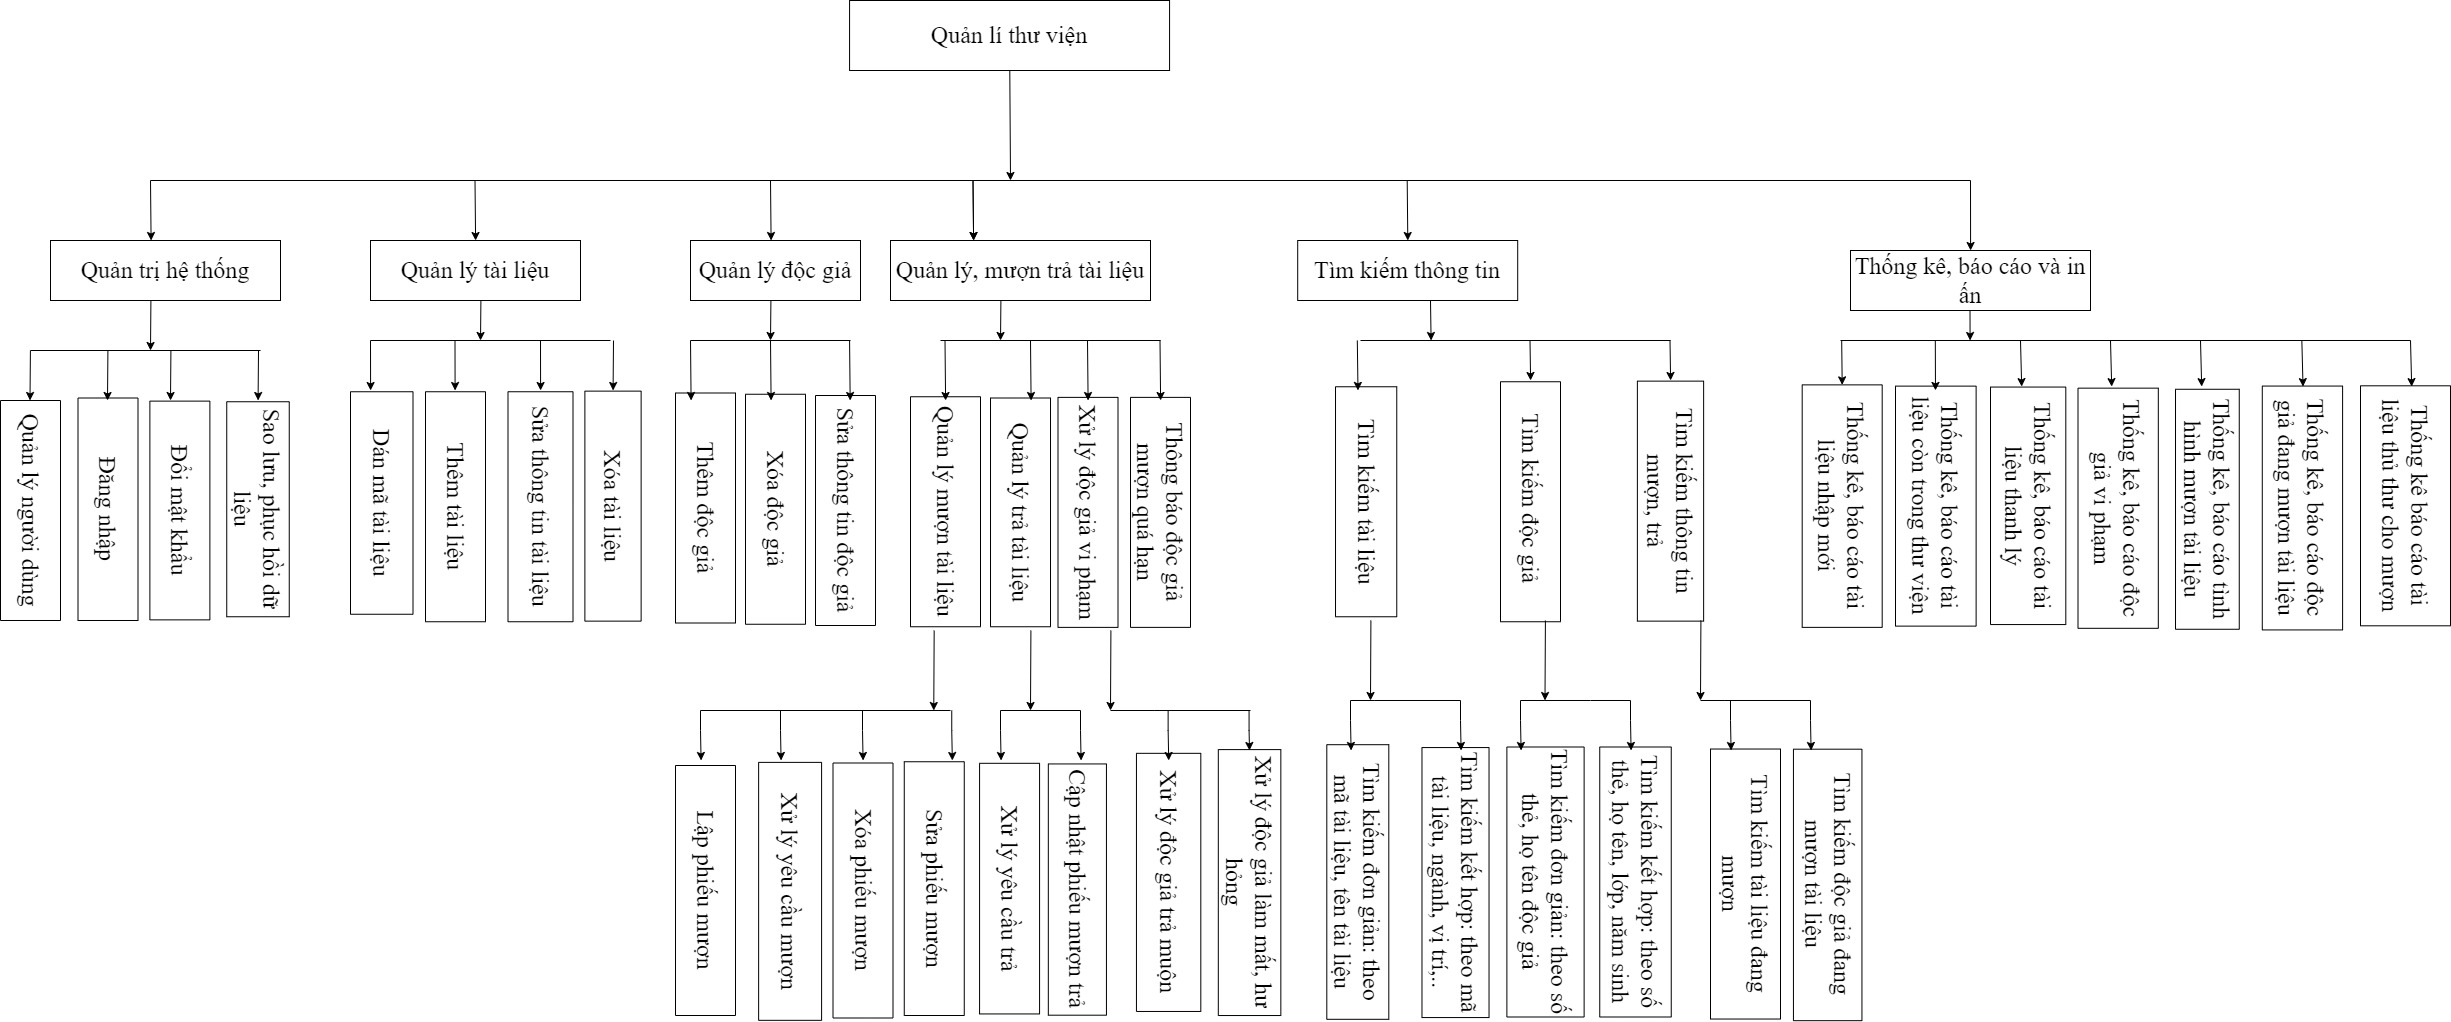 Quản lí thư viện
Quản trị hệ thống
Quản lý tài liệu
Quản lý độc giả
Quản lý, mượn trả tài liệu
Tìm kiếm thông tin
Thống kê, báo cáo và in
ấn
Quản lý người dùng
Đăng nhập
Đổi mật khẩu
Sao lưu, phục hồi dữ
liệu
Dán mã tài liệu
Thêm tài liệu
Sửa thông tin tài liệu
Xóa tài liệu
Thêm độc giả
Xóa độc giả
Sửa thông tin độc giả
Quản lý mượn tài liệu
Quản lý trả tài liệu
Xử lý độc giả vi phạm
Thông báo độc giả
mượn quá hạn
Tìm kiếm tài liệu
Tìm kiếm độc giả
Tìm kiếm thông tin
mượn, trả
Thống kê, báo cáo tài
liệu nhập mới
Thống kê, báo cáo tài
liệu còn trong thư viện
Thống kê, báo cáo tài
liệu thanh lý
Thống kê, báo cáo độc
giả vi phạm
Thống kê, báo cáo tình
hình mượn tài liệu
Thống kê, báo cáo độc
giả đang mượn tài liệu
Thống kê báo cáo tài
liệu thủ thư cho mượn
Lập phiếu mượn
Xử lý yêu cầu mượn
Xóa phiếu mượn
Sửa phiếu mượn
Xử lý yêu cầu trả
Cập nhật phiếu mượn trả
Xử lý độc giả trả muộn
Xử lý độc giả làm mất, hư
hỏng
Tìm kiếm đơn giản: theo
mã tài liệu, tên tài liệu
Tìm kiếm kết hợp: theo mã
tài liệu, ngành, vị trí,..
Tìm kiếm đơn giản: theo số
thẻ, họ tên độc giả
Tìm kiếm kết hợp: theo số
thẻ, họ tên, lớp, năm sinh
Tìm kiếm tài liệu đang
mượn
Tìm kiếm độc giả đang
mượn tài liệu